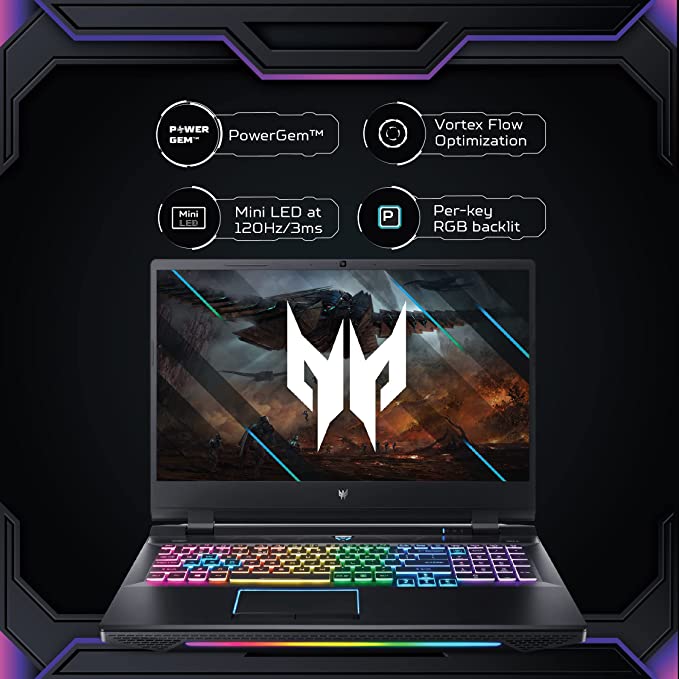 POWER
GEM™
PowerGem™
Vortex Flow
Optimization
Mini
LED
Mini LED at
120Hz/3ms
P
Per-key
RGB backlit